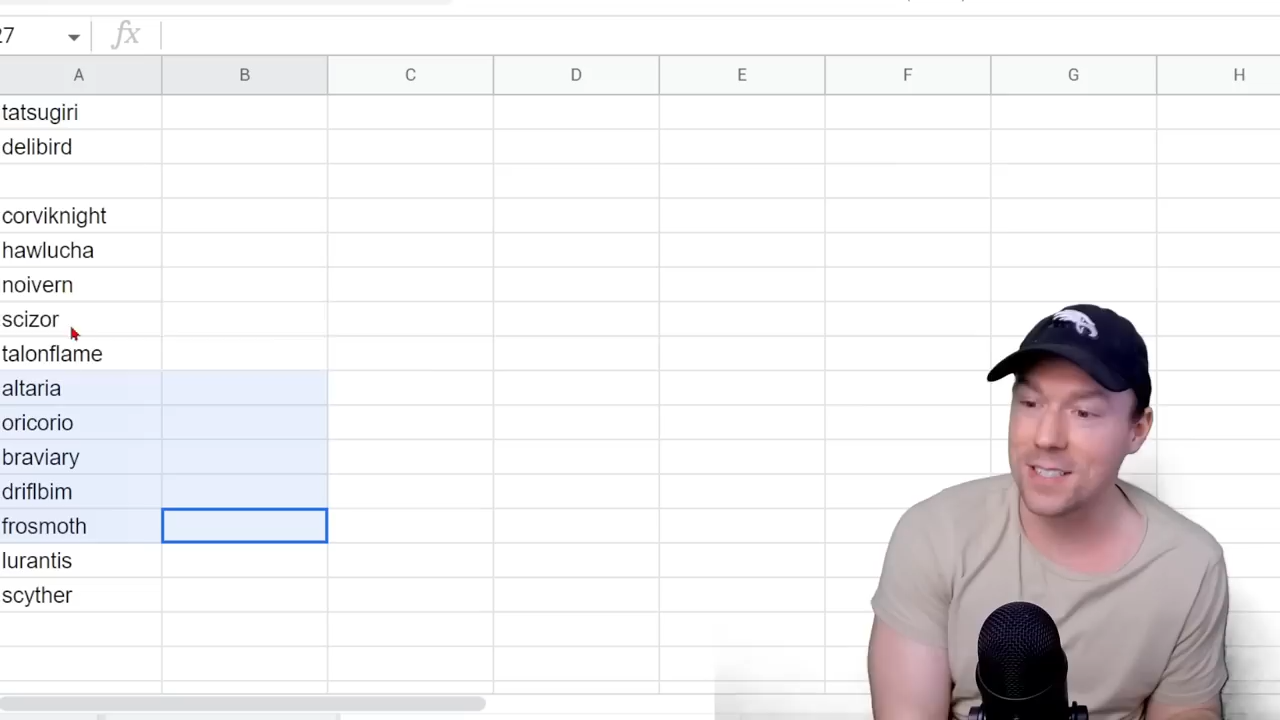 27
fx
A B C D E F G H
tatsugiri
delibird
corviknight
hawlucha
noivern
scizor
talonflame
altaria
oricorio
braviary
driflbim
frosmoth
lurantis
scyther